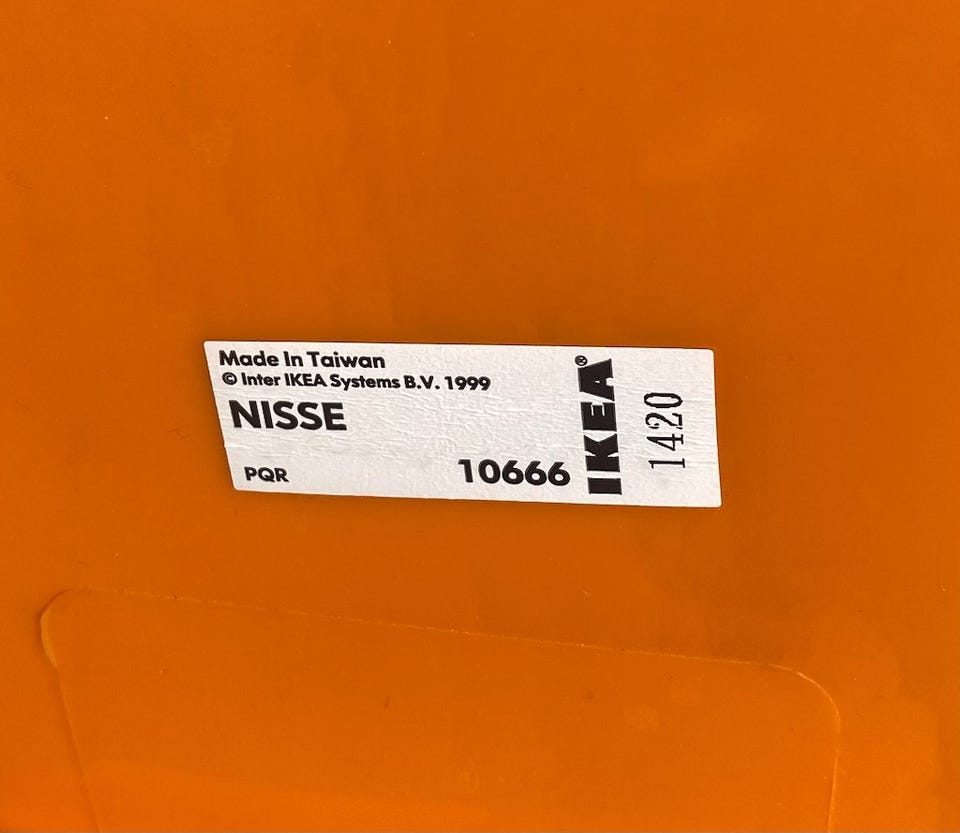 Made In Taiwan
© Inter IKEA Systems B.V. 1999
NISSE
PQR 10666
IKEA®
1420